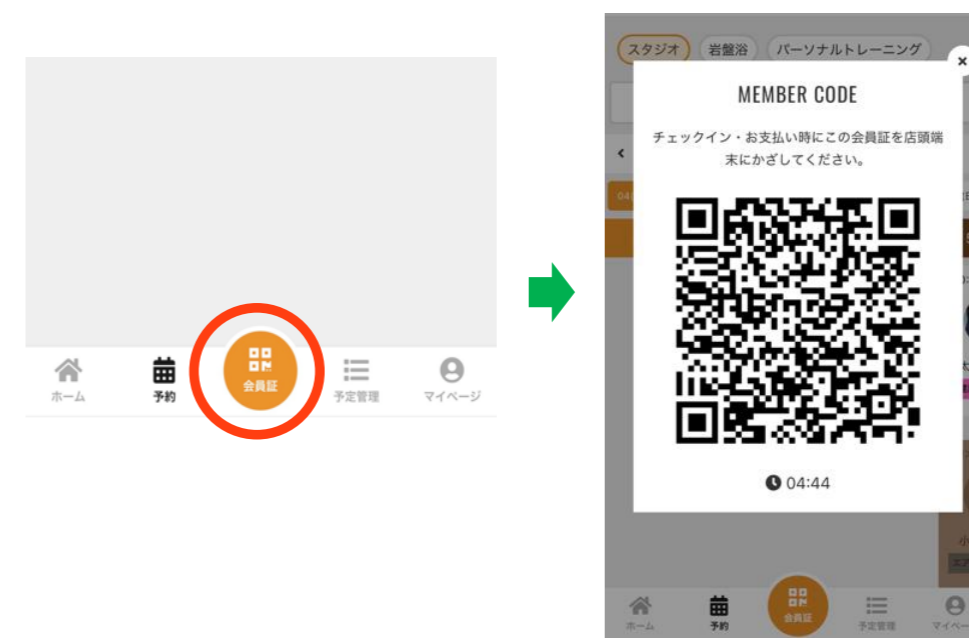 会員証
ホーム
予約
予定管理
マイページ
スタジオ
岩盤浴
パーソナルトレーニング
MEMBER CODE
チェックイン・お支払い時にこの会員証を店頭端
末にかざしてください。
04:44
ホーム
予約
会員証
予定管理
マイペー